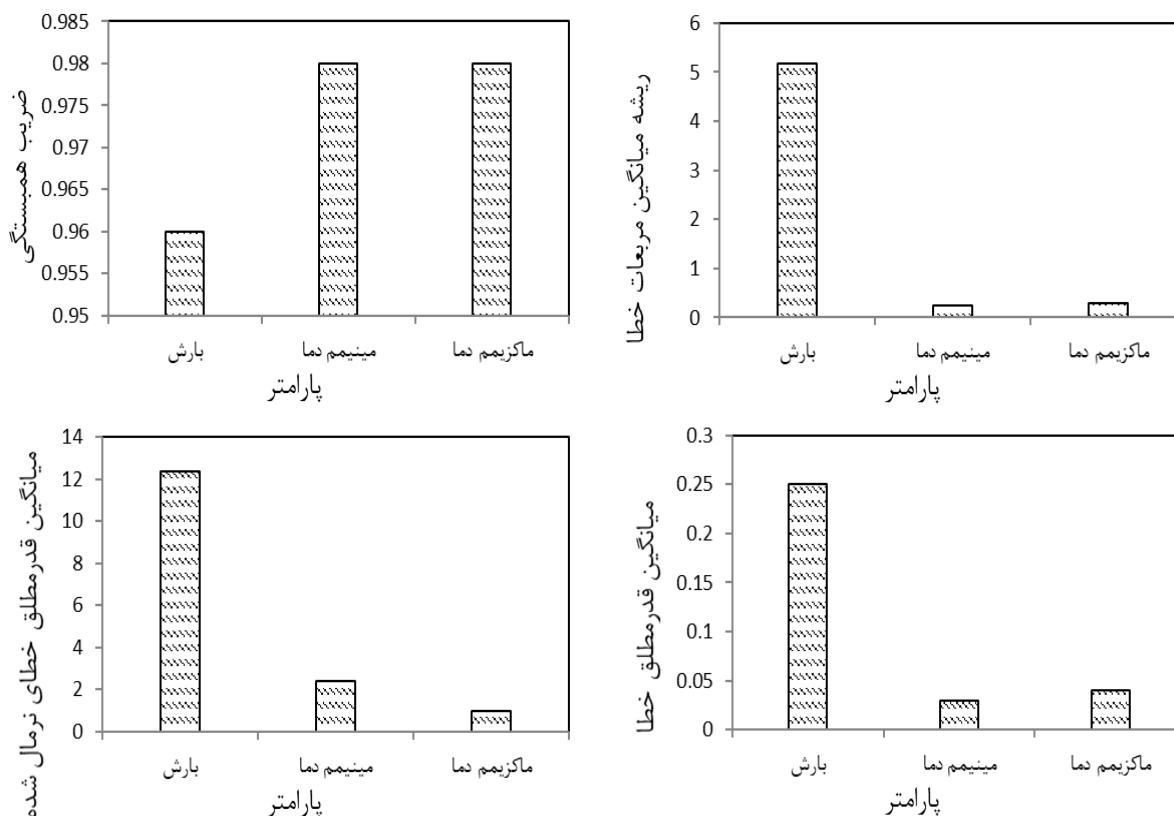 ضریب همبستگی
0.985
0.98
0.975
0.97
0.965
0.96
0.955
0.95
بارش
مینیمم دما
ماکزیمم دما
پارامتر
ریشه میانگین مربعات خطا
6
5
4
3
2
1
0
بارش
مینیمم دما
ماکزیمم دما
پارامتر
میانگین قدرمطلق خطای نرمال شده
14
12
10
8
6
4
2
0
بارش
مینیمم دما
ماکزیمم دما
پارامتر
میانگین قدرمطلق خطا
0.3
0.25
0.2
0.15
0.1
0.05
0
بارش
مینیمم دما
ماکزیمم دما
پارامتر